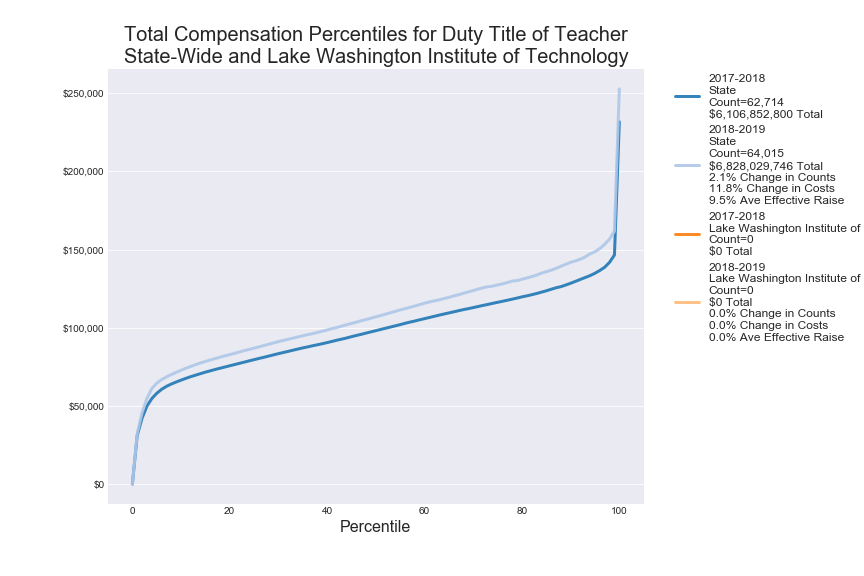 Total Compensation Percentiles for Duty Title of Teacher
State-Wide and Lake Washington Institute of Technology
$250,000
$200,000
$150,000
$100,000
$50,000
$0
0
20
40
60
80
100
Percentile
2017-2018
State
Count=62,714
$6,106,852,800 Total
2018-2019
State
Count=64,015
$6,828,029,746 Total
2.1% Change in Counts
11.8% Change in Costs
9.5% Ave Effective Raise
2017-2018
Lake Washington Institute of
Count=0
$0 Total
2018-2019
Lake Washington Institute of
Count=0
$0 Total
0.0% Change in Counts
0.0% Change in Costs
0.0% Ave Effective Raise